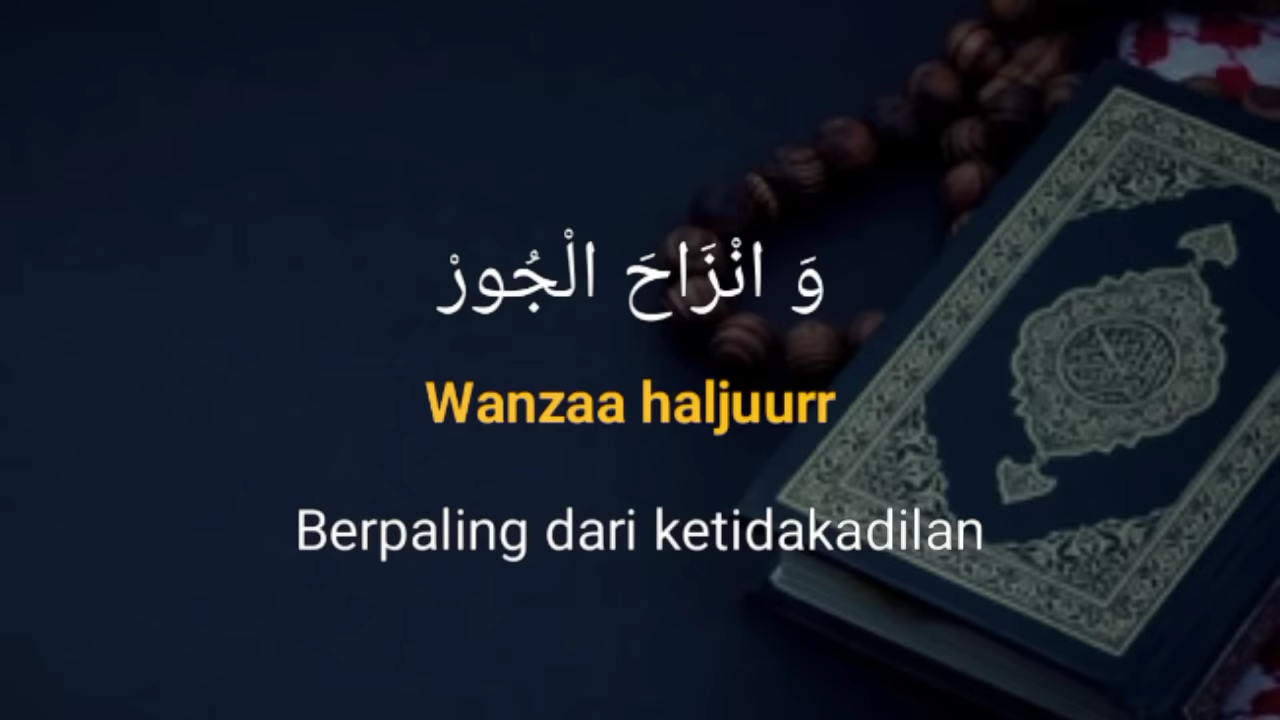 وَ انْزَاحَ الْجُورْ
Wanzaa haljuurr
Berpaling dari ketidakadilan